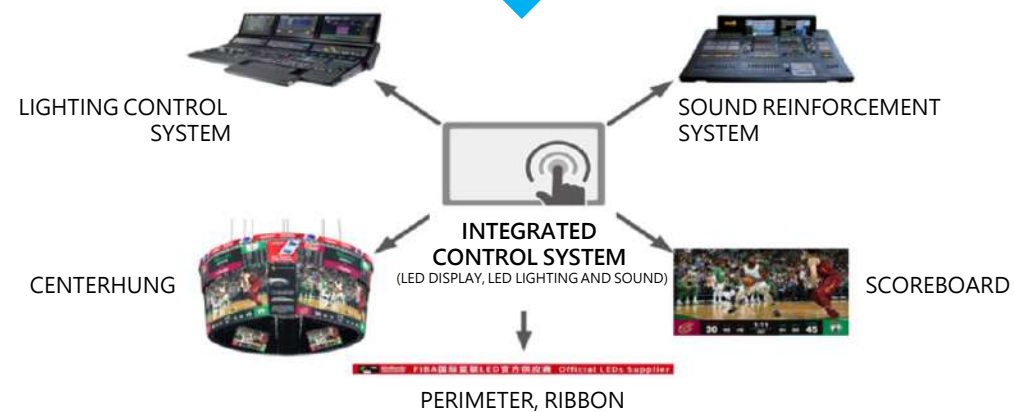 LIGHTING CONTROL
SYSTEM
SOUND REINFORCEMENT
SYSTEM
INTEGRATED
CONTROL SYSTEM
(LED DISPLAY, LED LIGHTING AND SOUND)
CENTERHUNG
SCOREBOARD
30
45
FIBA国际篮联LED官方供应商 Official LEDs Supplier
PERIMETER, RIBBON